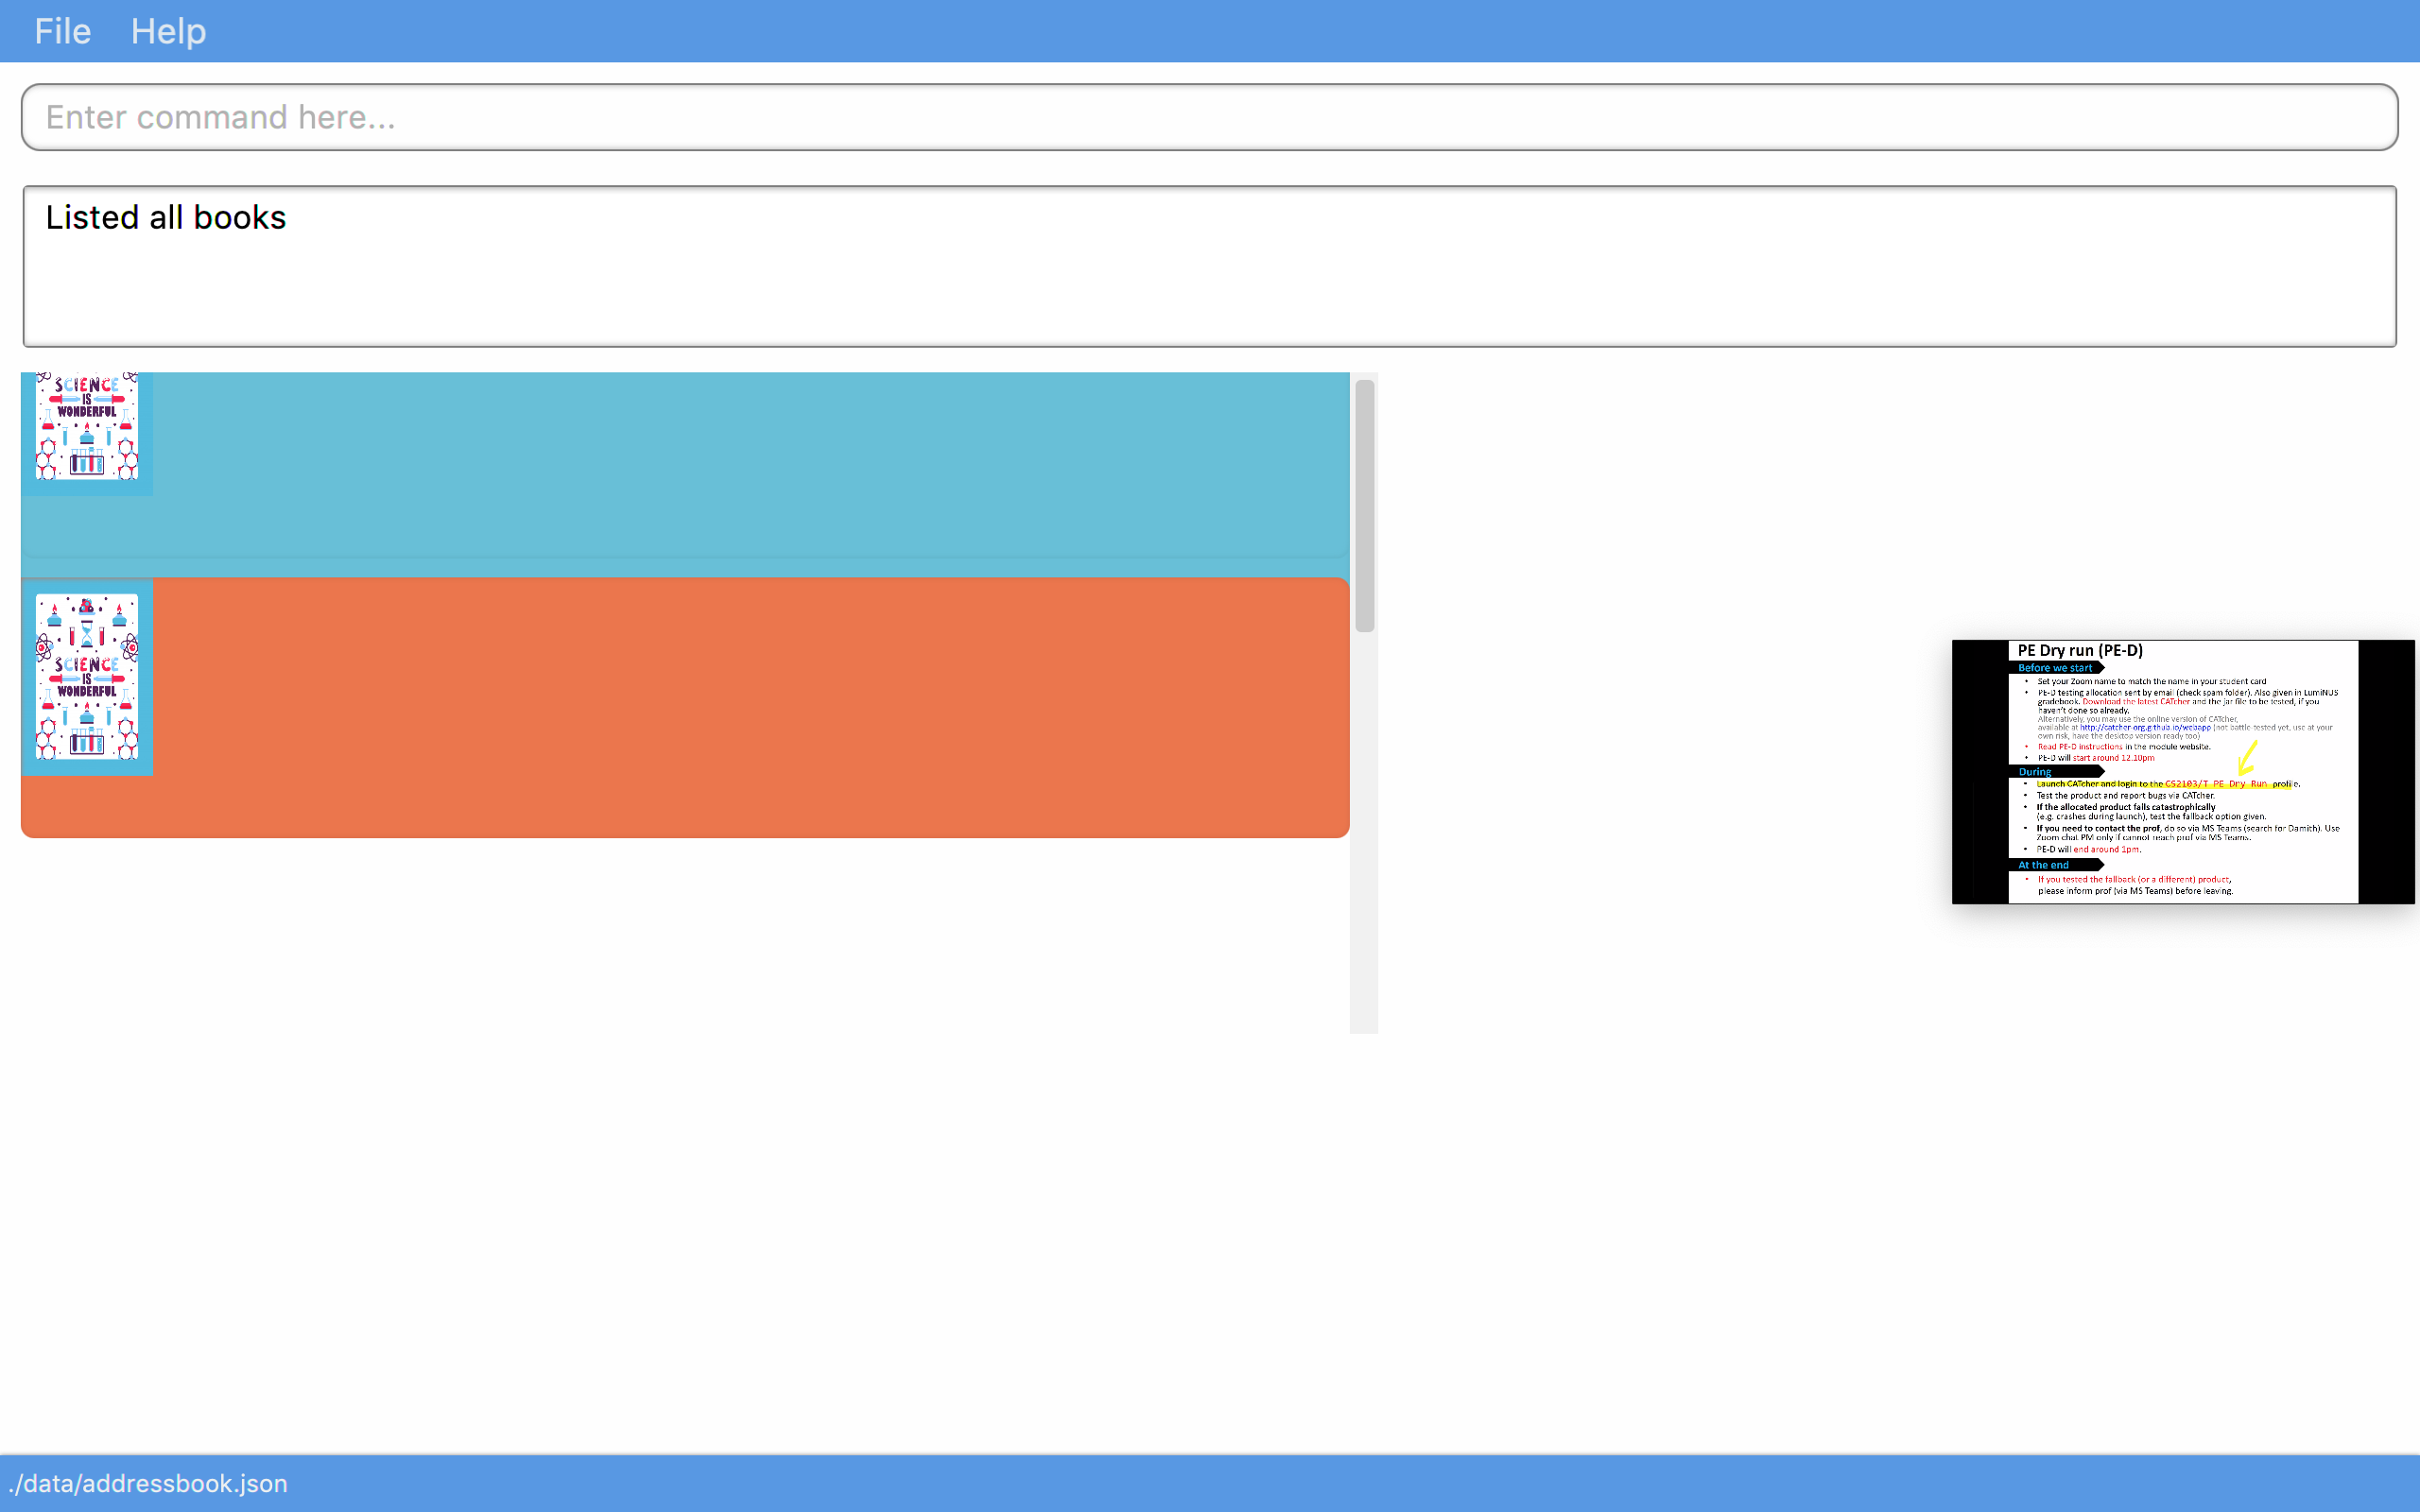 File Help
Enter command here...
Listed all books
SCIENCE
IS
WONDERFUL
SCIENCE
IS
WONDERFUL
PE Dry run (PE-D)
Before we start
• Set your Zoom name to match the name in your student card
• PE-D testing allocation sent by email (check spam folder). Also given in LumiNUS
gradebook. Download the latest CATcher and the jar file to be tested, if you
haven't done so already.
Alternatively, you may use the online version of CATcher,
available at http://catcher-org.github.io/webapp (not battle-tested yet, use at your
own risk, have the desktop version ready too)
• Read PE-D instructions in the module website.
• PE-D will start around 12.10pm
During
• Launch CATcher and login to the CS2103/T PE Dry Run profile.
• Test the product and report bugs via CATcher.
• If the allocated product fails catastrophically
(e.g. crashes during launch), test the fallback option given.
• If you need to contact the prof, do so via MS Teams (search for Damith). Use
Zoom chat PM only if cannot reach prof via MS Teams.
• PE-D will end around 1pm.
At the end
• If you tested the fallback (or a different) product,
please inform prof (via MS Teams) before leaving.
./data/addressbook.json